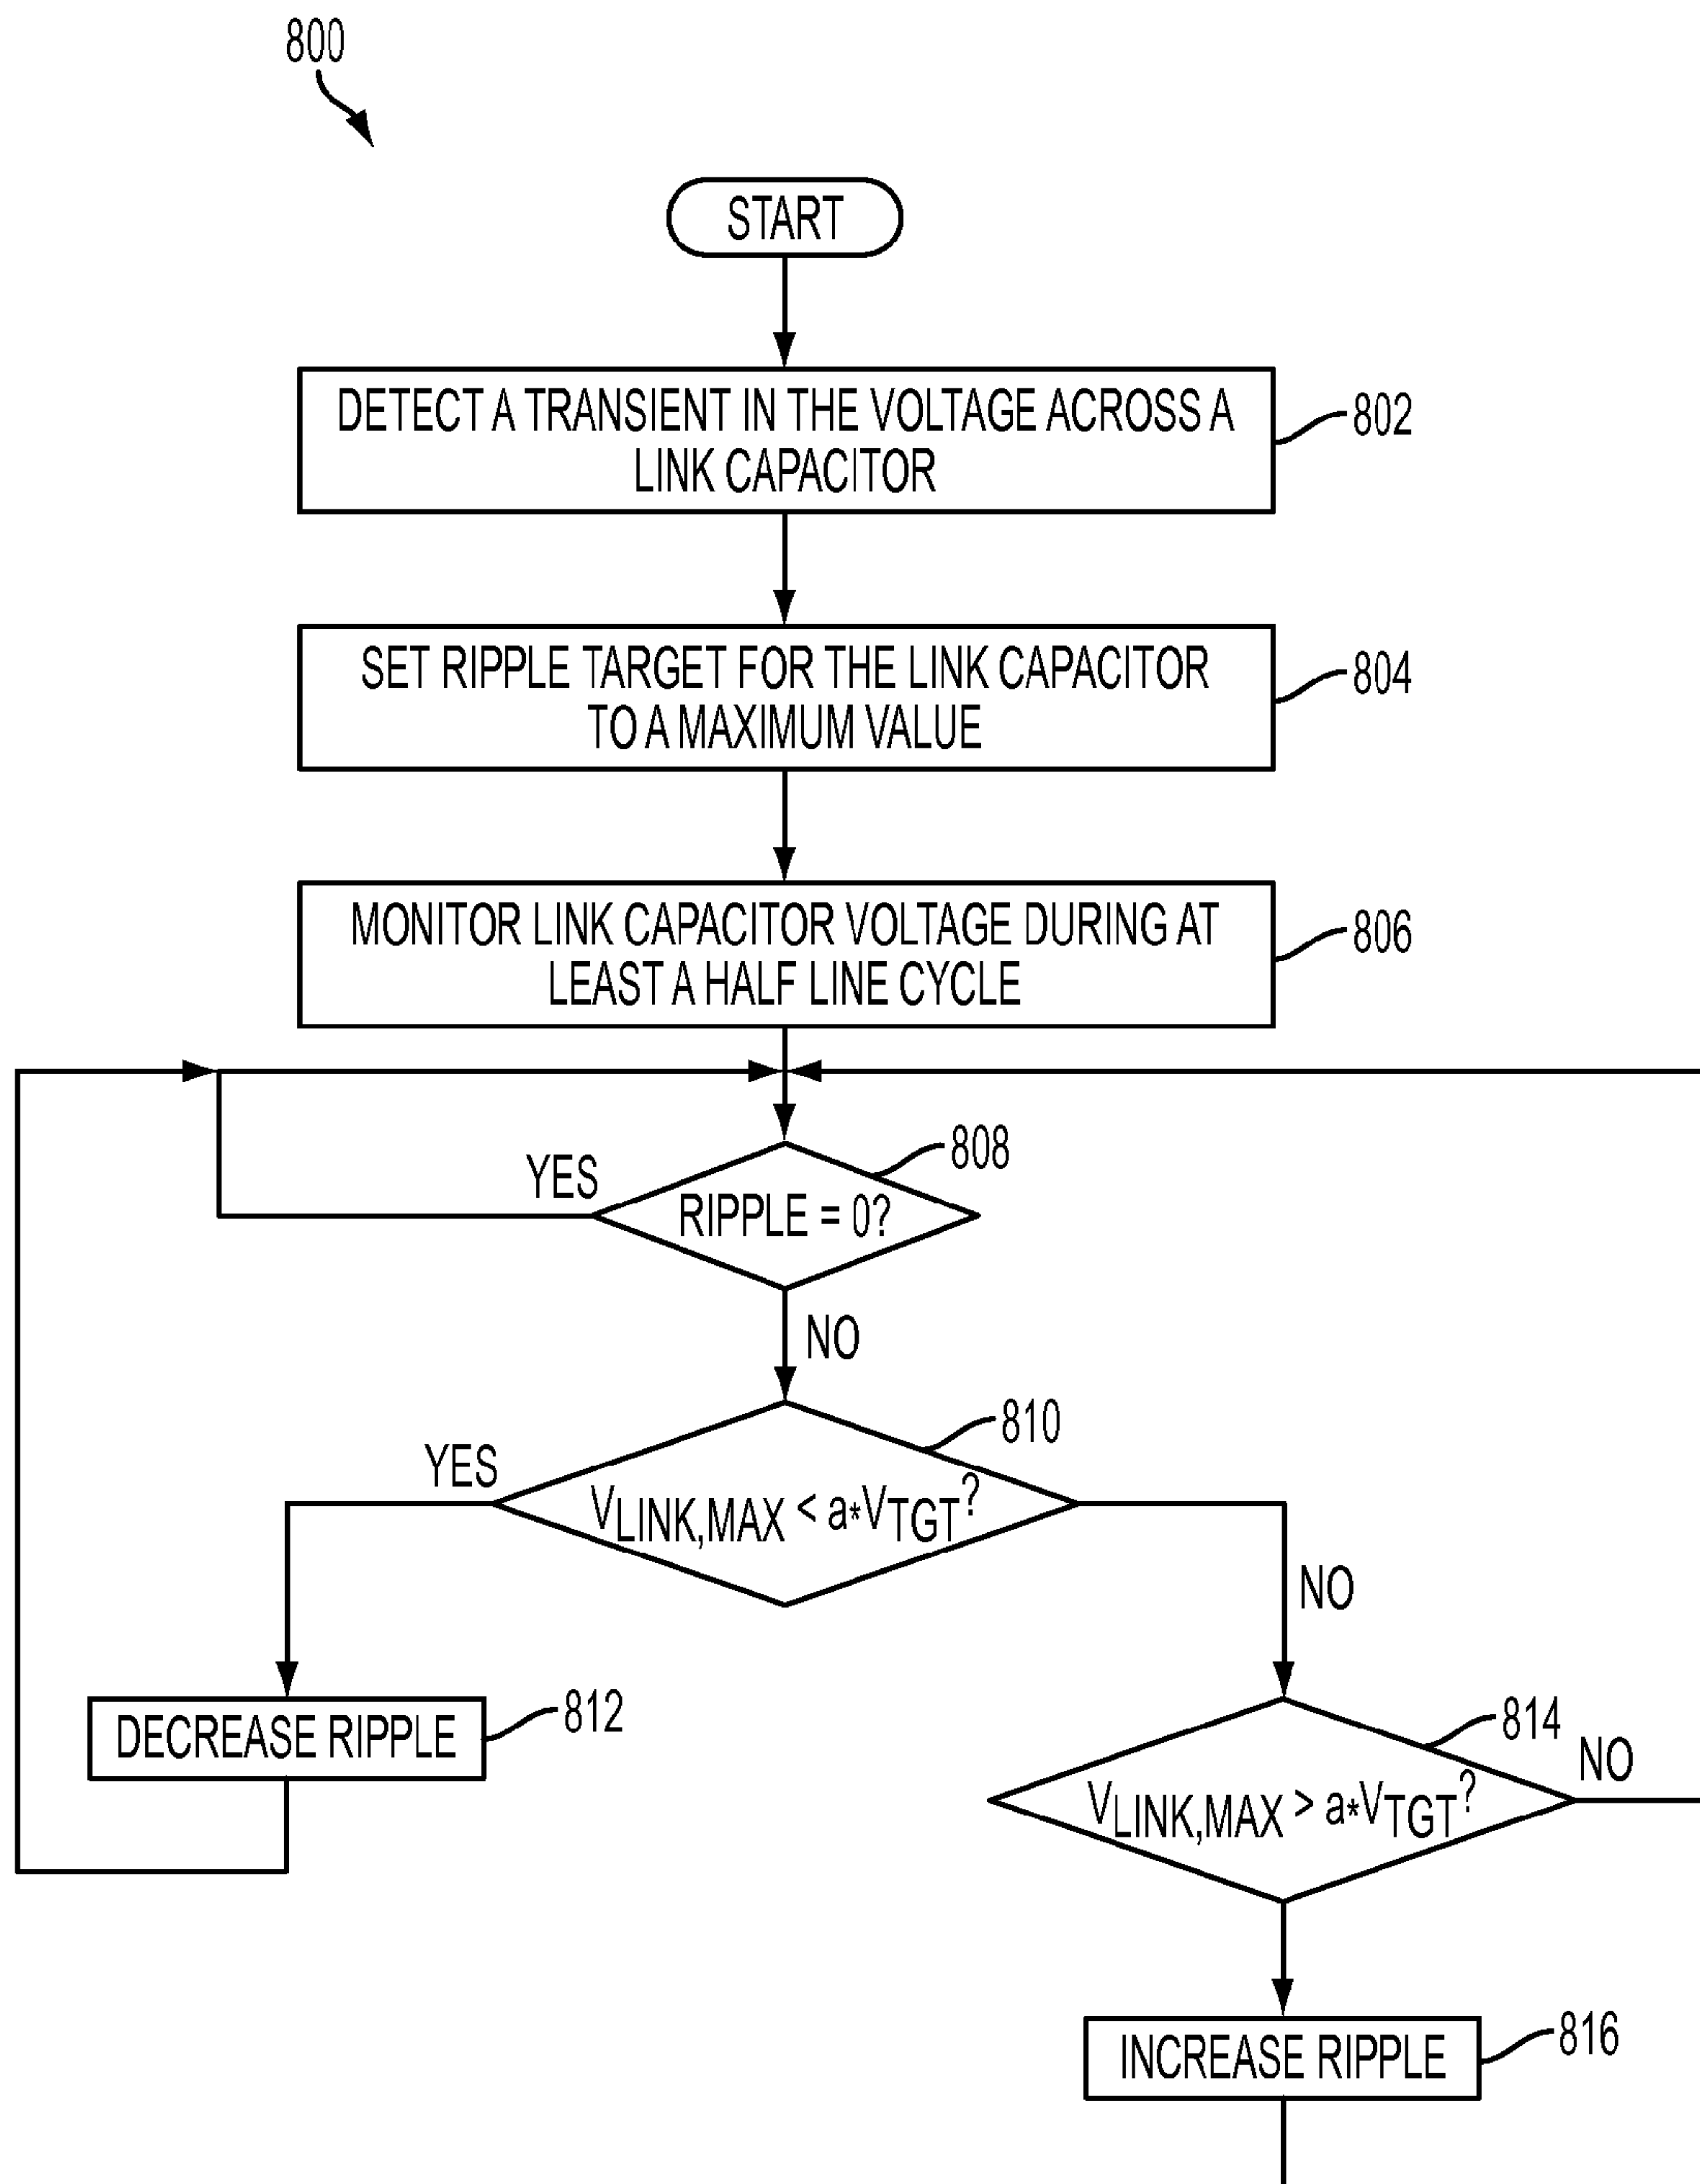 800
START
DETECT A TRANSIENT IN THE VOLTAGE ACROSS A
LINK CAPACITOR
802
SET RIPPLE TARGET FOR THE LINK CAPACITOR
TO A MAXIMUM VALUE
804
MONITOR LINK CAPACITOR VOLTAGE DURING AT
LEAST A HALF LINE CYCLE
806
808
YES
RIPPLE = 0?
NO
810
YES
VLINK,MAX < a*VTGT?
NO
812
DECREASE RIPPLE
814
NO
VLINK,MAX > a*VTGT?
816
INCREASE RIPPLE